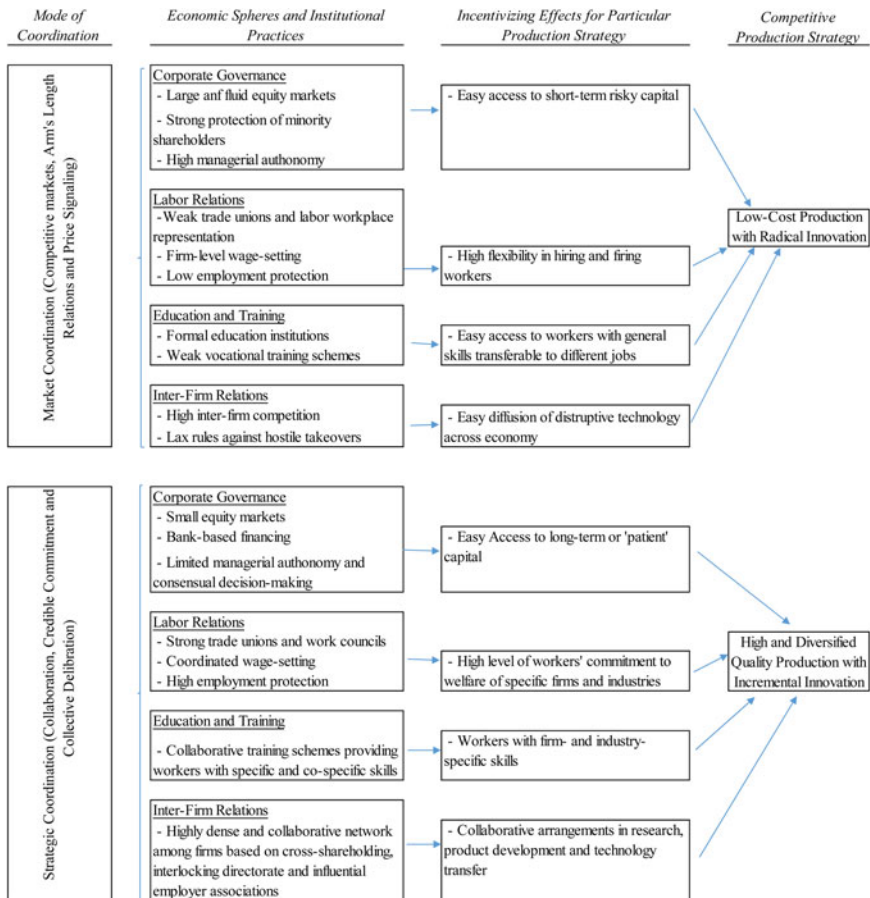 Mode of
Coordination
Economic Spheres and Institutional
Practices
Incentivizing Effects for Particular
Production Strategy
Competitive
Production Strategy
Market Coordination (Competitive markets, Arm's Length
Relations and Price Signaling)
Corporate Governance
- Large anf fluid equity markets
- Strong protection of minority
shareholders
- High managerial authonomy
- Easy access to short-term risky capital
Labor Relations
-Weak trade unions and labor workplace
representation
- Firm-level wage-setting
- Low employment protection
- High flexibility in hiring and firing
workers
Education and Training
- Formal education institutions
- Weak vocational training schemes
- Easy access to workers with general
skills transferable to different jobs
Inter-Firm Relations
- High inter-firm competition
- Lax rules against hostile takeovers
- Easy diffusion of distruptive technology
across economy
Low-Cost Production
with Radical Innovation
Strategic Coordination (Collaboration, Credible Commitment and
Collective Delibration)
Corporate Governance
- Small equity markets
- Bank-based financing
- Limited managerial authonomy and
consensual decision-making
- Easy Access to long-term or 'patient'
capital
Labor Relations
- Strong trade unions and work councils
- Coordinated wage-setting
- High employment protection
- High level of workers' commitment to
welfare of specific firms and industries
Education and Training
- Collaborative training schemes providing
workers with specific and co-specific skills
- Workers with firm- and industry-
specific skills
Inter-Firm Relations
- Highly dense and collaborative network
among firms based on cross-shareholding,
interlocking directorate and influential
employer associations
- Collaborative arrangements in research,
product development and technology
transfer
High and Diversified
Quality Production with
Incremental Innovation